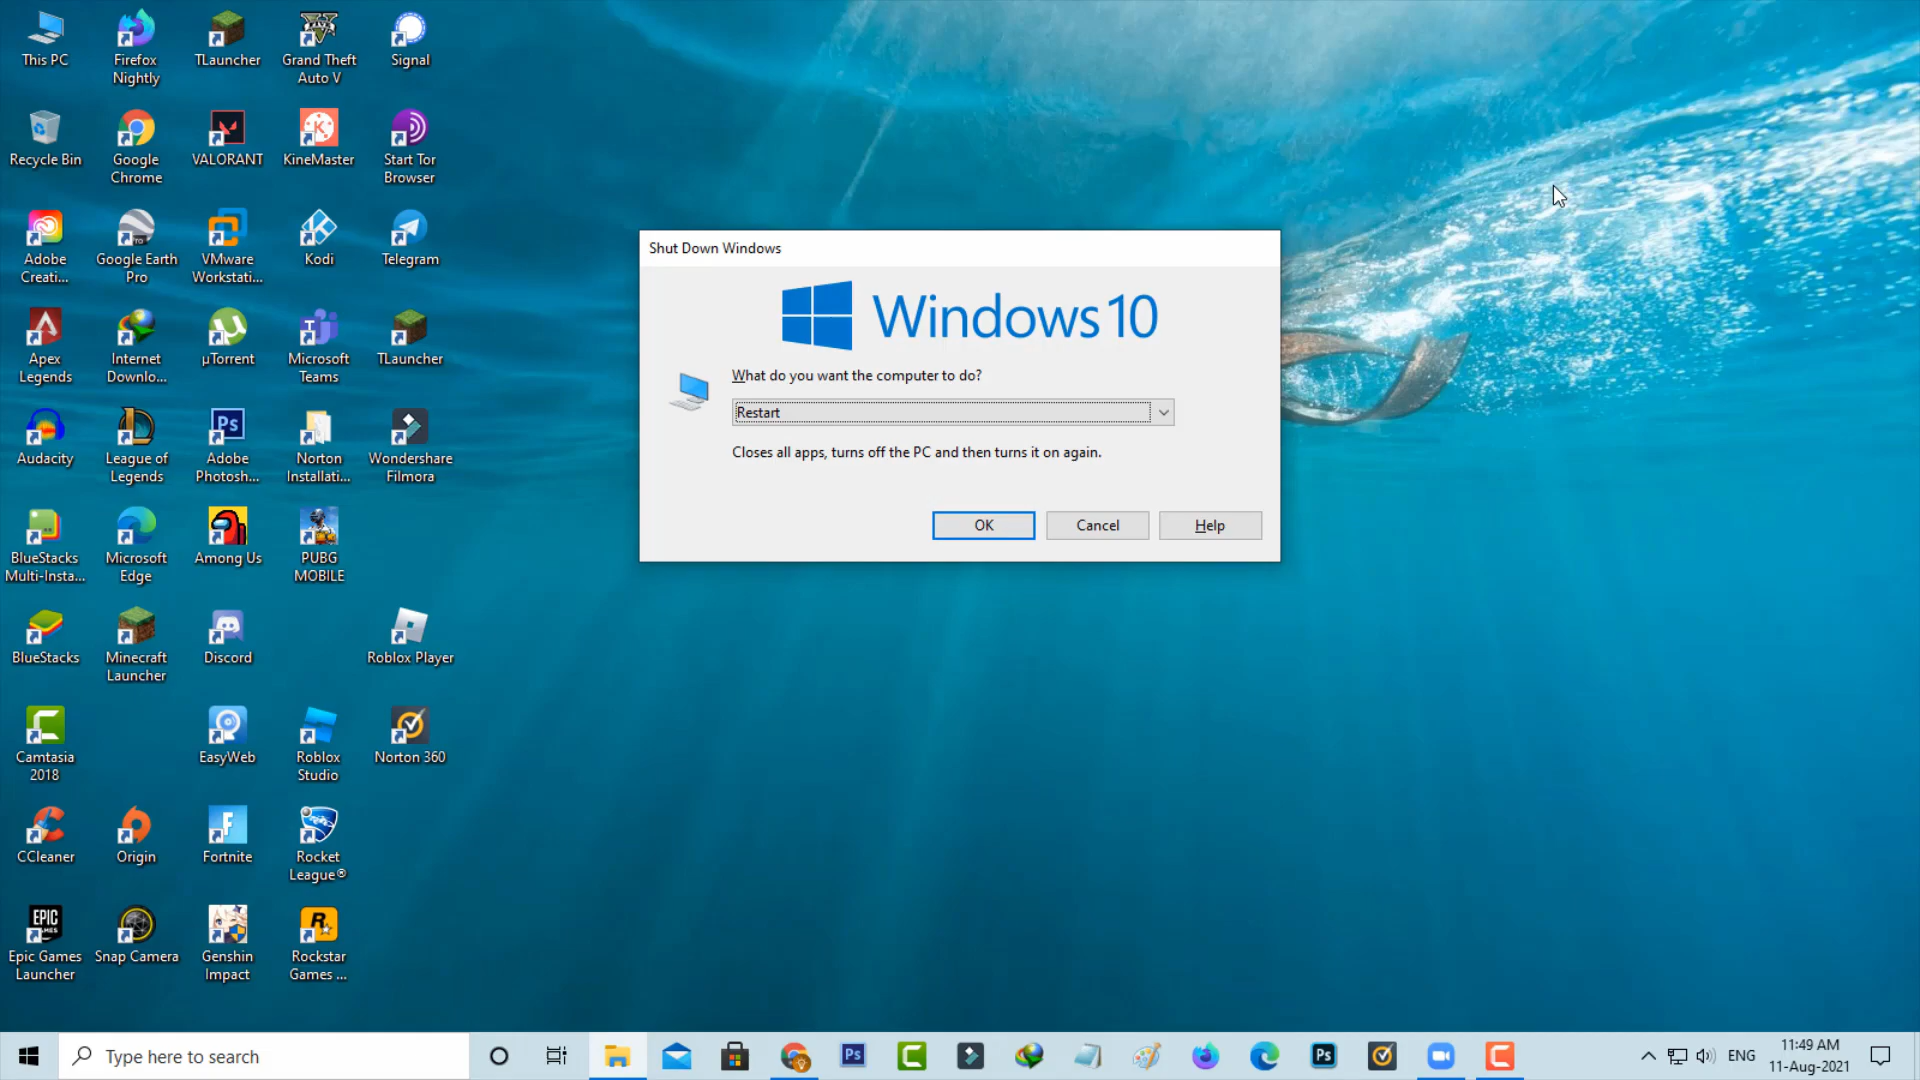 This PC
Firefox
Nightly
TLauncher
Grand Theft
Auto V
Signal
Recycle Bin
Google
Chrome
VALORANT
KineMaster
Start Tor
Browser
Adobe
Creati...
Google Earth
Pro
VMware
Workstati...
Kodi
Telegram
Apex
Legends
Internet
Downlo...
µTorrent
Microsoft
Teams
TLauncher
Audacity
League of
Legends
Ps
Adobe
Photosh...
Norton
Installati...
Wondershare
Filmora
BlueStacks
Multi-Insta...
Microsoft
Edge
Among Us
PUBG
MOBILE
BlueStacks
Minecraft
Launcher
Discord
Roblox Player
Camtasia
2018
EasyWeb
Roblox
Studio
Norton 360
CCleaner
Origin
Fortnite
Rocket
League®
EPIC
GAMES
Epic Games
Launcher
Snap Camera
Genshin
Impact
Rockstar
Games ...
Shut Down Windows
Windows 10
What do you want the computer to do?
Restart
Closes all apps, turns off the PC and then turns it on again.
OK
Cancel
Help
Type here to search
Ps
Ps
ENG
11:49 AM
11-Aug-2021